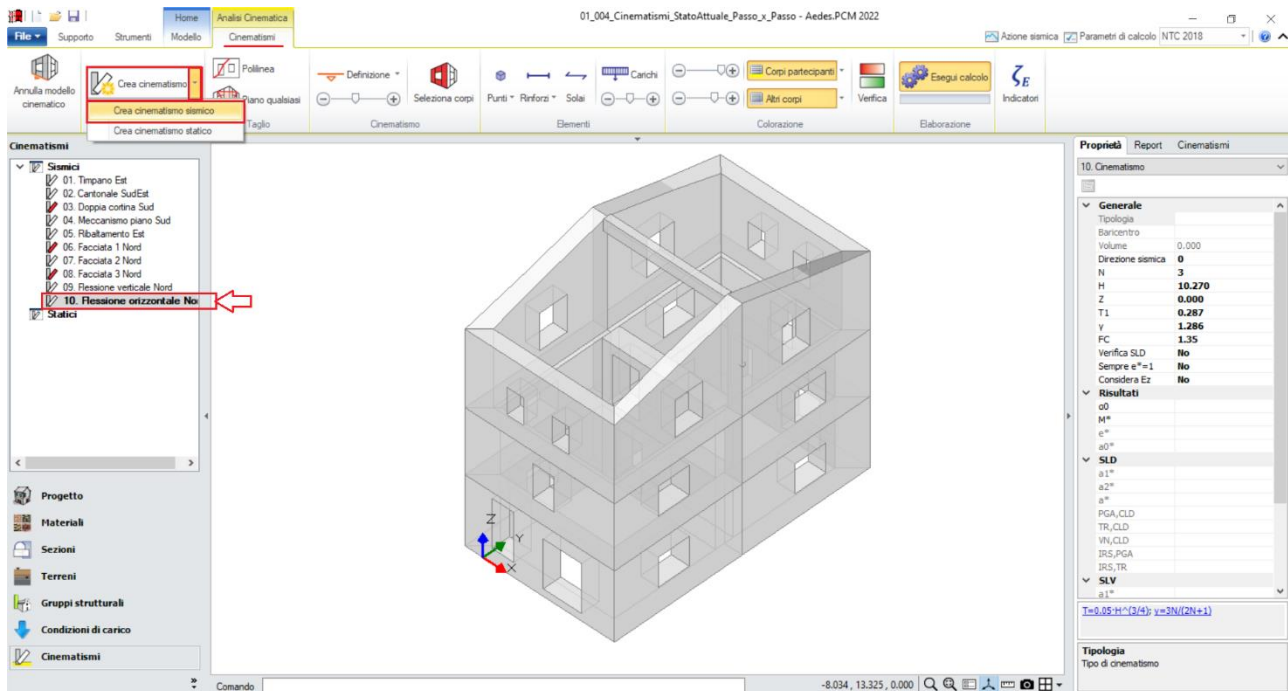 Home
Analisi Cinematica
01_004_Cinematismi_StatoAttuale_Passo_x_Passo - Aedes.PCM 2022
File
Supporto
Strumenti
Modello
Cinematismi
Azione sismica
Parametri di calcolo
NTC 2018
Annulla modello
cinematico
Crea cinematismo
Crea cinematismo sismico
Crea cinematismo statico
Polilinea
Piano qualsiasi
Taglio
Definizione
Seleziona corpi
Cinematismo
Punti
Rinforzi
Solai
Carichi
Elementi
Corpi partecipanti
Altri corpi
Colorazione
Verifica
Esegui calcolo
Elaborazione
ζE
Indicatori
Cinematismi
Sismici
01. Timpano Est
02. Cantonale SudEst
03. Doppia cortina Sud
04. Meccanismo piano Sud
05. Ribaltamento Est
06. Facciata 1 Nord
07. Facciata 2 Nord
08. Facciata 3 Nord
09. Flessione verticale Nord
10. Flessione orizzontale No
Statici
Progetto
Materiali
Sezioni
Terreni
Gruppi strutturali
Condizioni di carico
Cinematismi
Z
Y
X
Comando
-8.034 , 13.325 , 0.000
Proprietà Report Cinematismi
10. Cinematismo
Generale
Tipologia
Baricentro
Volume 0.000
Direzione sismica 0
N 3
H 10.270
Z 0.000
T1 0.287
γ 1.286
FC 1.35
Verifica SLD No
Sempre e*=1 No
Considera Ez No
Risultati
α0
M*
e*
a0*
SLD
a1*
a2*
a*
PGA,CLD
TR,CLD
VN,CLD
IRS,PGA
IRS,TR
SLV
a1*
T=0.05·H^(3/4); γ=3N/(2N+1)
Tipologia
Tipo di cinematismo